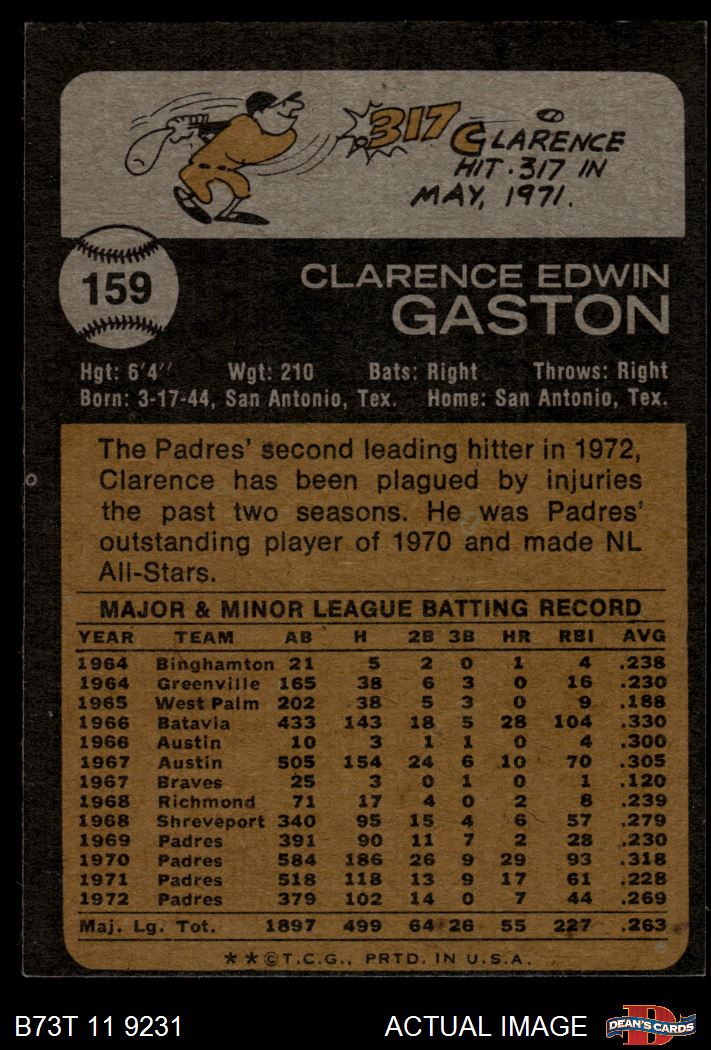 .317 CLARENCE
HIT .317 IN
MAY, 1971.
159
CLARENCE EDWIN
GASTON
Hgt: 6'4" Wgt: 210 Bats: Right Throws: Right
Born: 3-17-44, San Antonio, Tex. Home: San Antonio, Tex.
The Padres' second leading hitter in 1972,
Clarence has been plagued by injuries
the past two seasons. He was Padres'
outstanding player of 1970 and made NL
All-Stars.
MAJOR & MINOR LEAGUE BATTING RECORD
YEAR TEAM AB H 2B 3B HR RBI AVG
1964 Binghamton 21 5 2 0 1 4 .238
1964 Greenville 165 38 6 3 0 16 .230
1965 West Palm 202 38 5 3 0 9 .188
1966 Batavia 433 143 18 5 28 104 .330
1966 Austin 10 3 1 1 0 4 .300
1967 Austin 505 154 24 6 10 70 .305
1967 Braves 25 3 0 1 0 1 .120
1968 Richmond 71 17 4 0 2 8 .239
1968 Shreveport 340 95 15 4 6 57 .279
1969 Padres 391 90 11 7 2 28 .230
1970 Padres 584 186 26 9 29 93 .318
1971 Padres 518 118 13 9 17 61 .228
1972 Padres 379 102 14 0 7 44 .269
Maj. Lg. Tot. 1897 499 64 26 55 227 .263
**©T.C.G., PRTD. IN U.S.A.
B73T 11 9231 ACTUAL IMAGE D DEAN'S CARDS